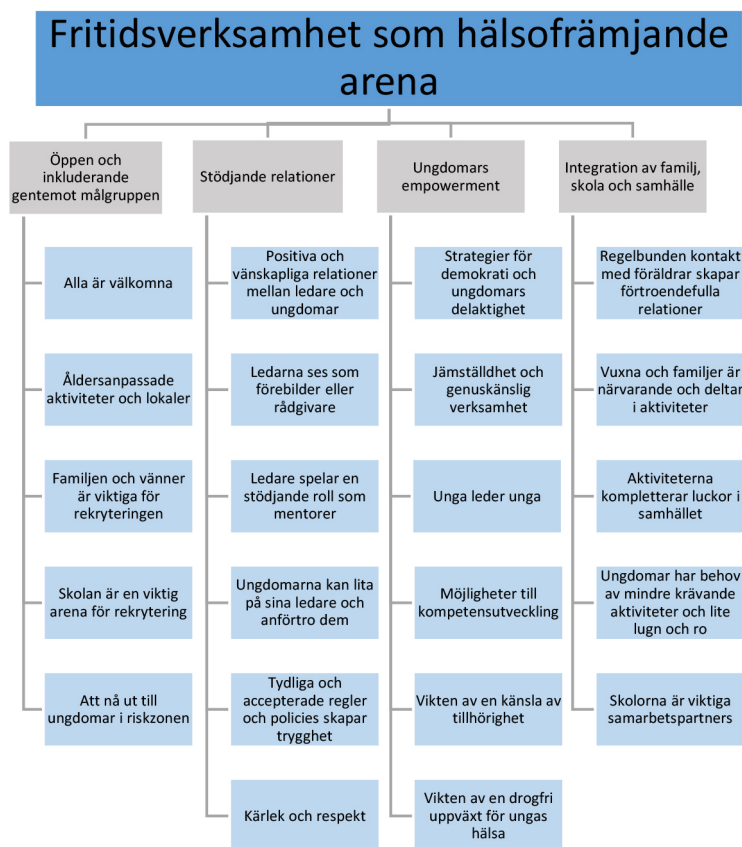 Fritidsverksamhet som hälsofrämjande
arena
Öppen och
inkluderande
gentemot målgruppen
Alla är välkomna
Åldersanpassade
aktiviteter och lokaler
Familjen och vänner
är viktiga för
rekryteringen
Skolan är en viktig
arena för rekrytering
Att nå ut till
ungdomar i riskzonen
Stödjande relationer
Positiva och
vänskapliga relationer
mellan ledare och
ungdomar
Ledarna ses som
förebilder eller
rådgivare
Ledare spelar en
stödjande roll som
mentorer
Ungdomarna kan lita
på sina ledare och
anförtro dem
Tydliga och
accepterade regler
och policies skapar
trygghet
Kärlek och respekt
Ungdomars
empowerment
Strategier för
demokrati och
ungdomars
delaktighet
Jämställdhet och
genuskänslig
verksamhet
Unga leder unga
Möjligheter till
kompetensutveckling
Vikten av en känsla av
tillhörighet
Vikten av en drogfri
uppväxt för ungas
hälsa
Integration av familj,
skola och samhälle
Regelbunden kontakt
med föräldrar skapar
förtroendefulla
relationer
Vuxna och familjer är
närvarande och deltar
i aktiviteter
Aktiviteterna
kompletterar luckor i
samhället
Ungdomar har behov
av mindre krävande
aktiviteter och lite
lugn och ro
Skolorna är viktiga
samarbetspartners